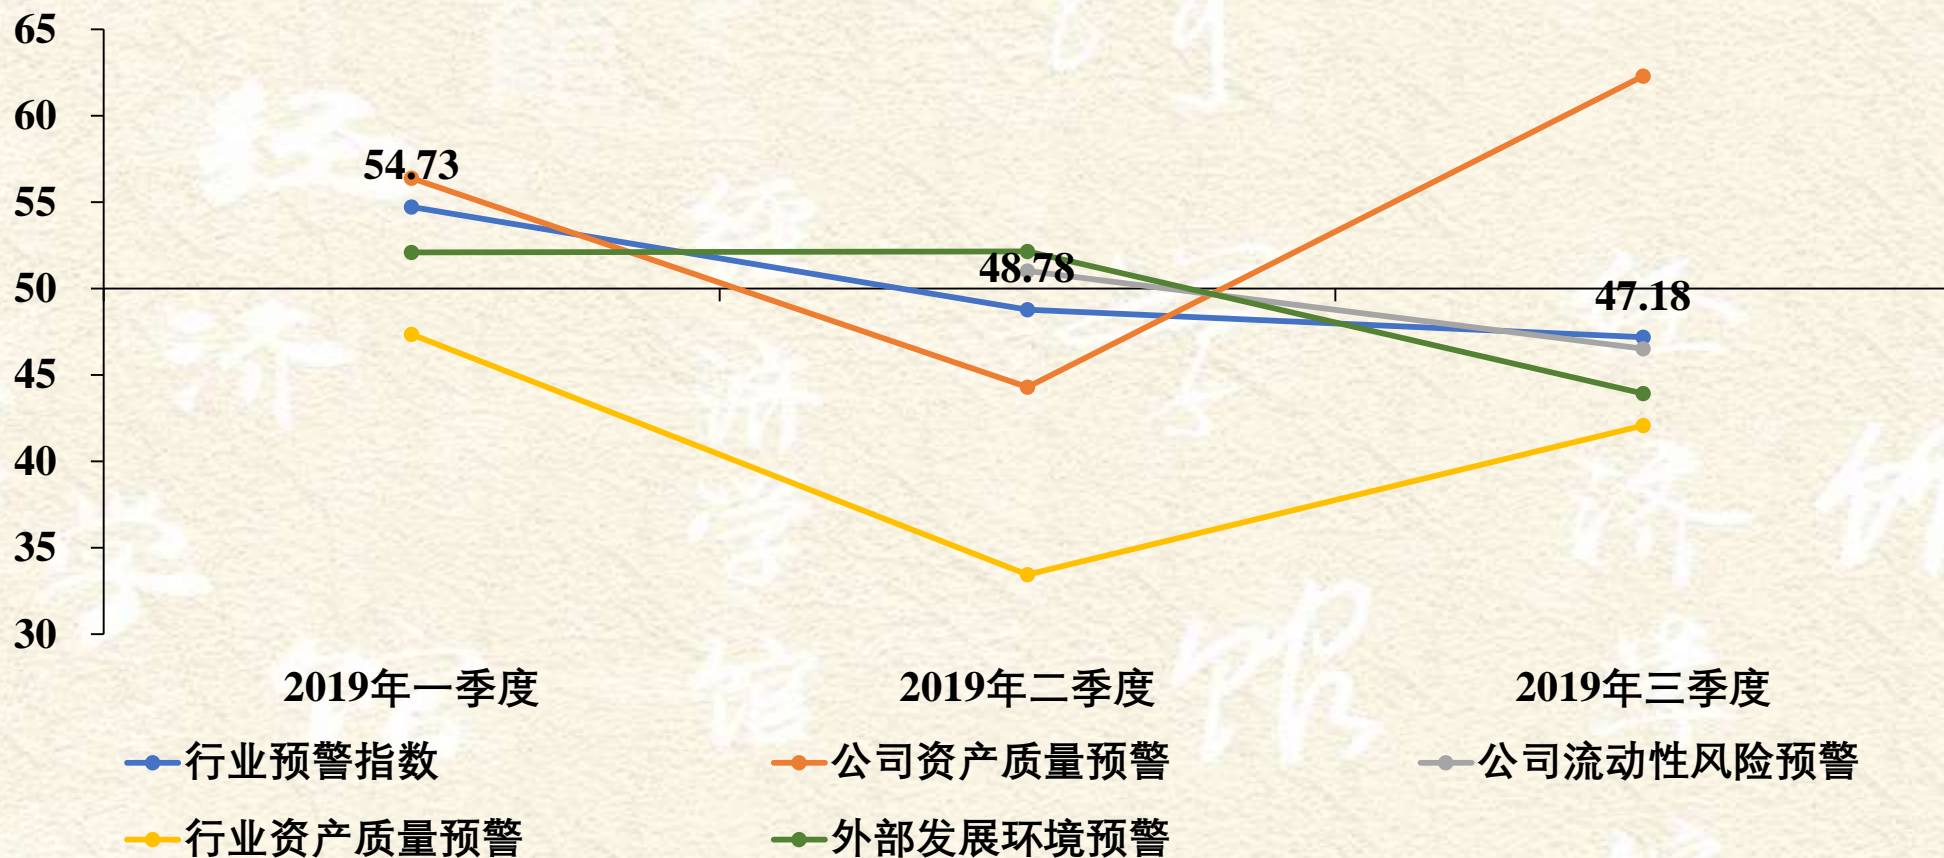 65
60
55
50
45
40
35
30
54.73
48.78
47.18
2019年一季度
2019年二季度
2019年三季度
行业预警指数
公司资产质量预警
公司流动性风险预警
行业资产质量预警
外部发展环境预警